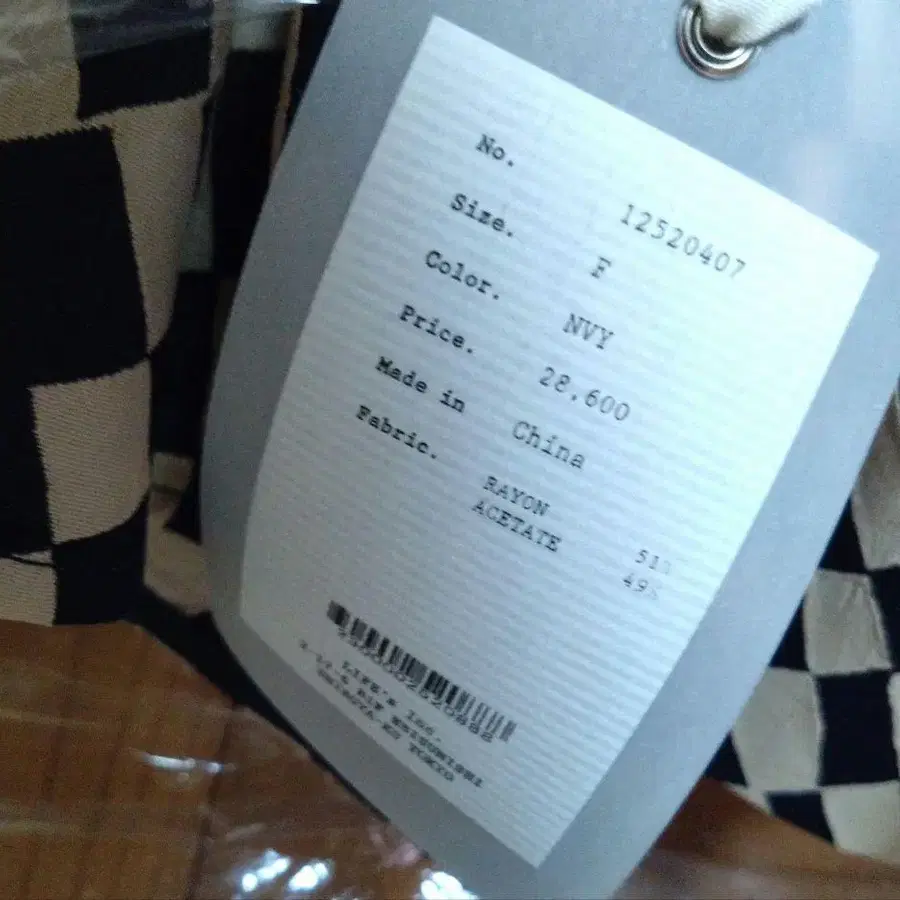 No. 12520407
Size. F
Color. NVY
Price. 28,600
Made in China
Fabric.
RAYON 51%
ACETATE 49%
LIFE's Inc.
TOKYO